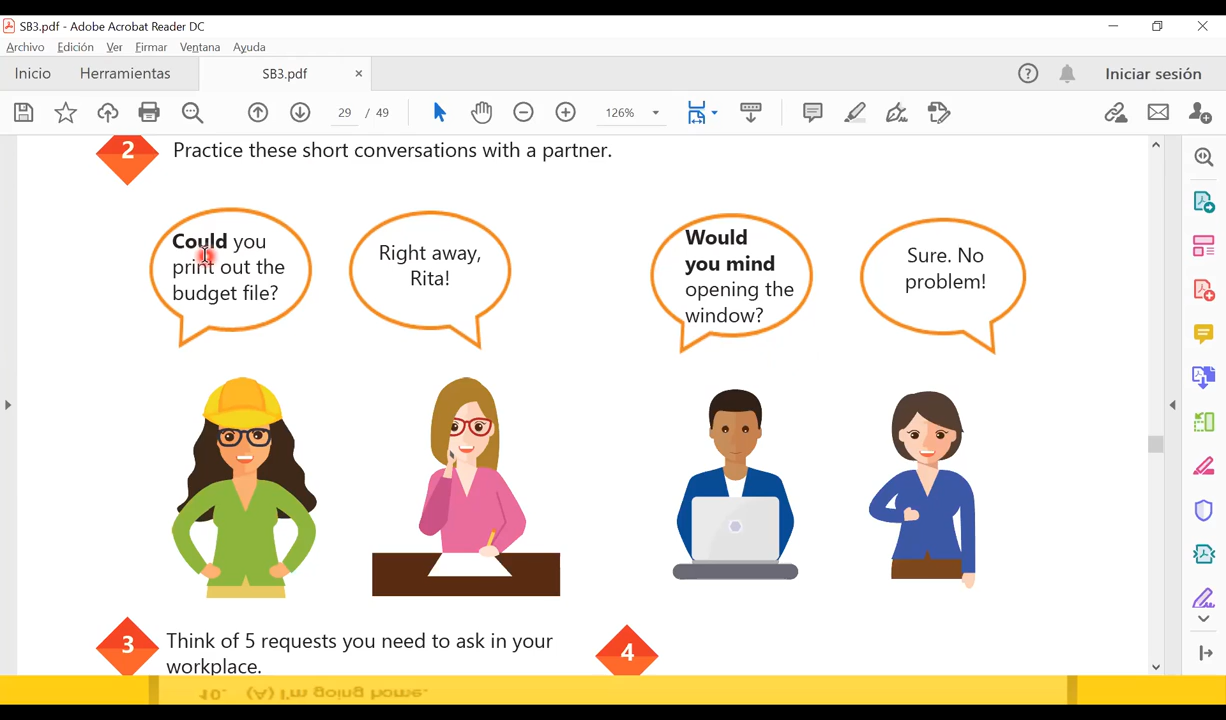 SB3.pdf - Adobe Acrobat Reader DC
Archivo Edición Ver Firmar Ventana Ayuda
Inicio Herramientas SB3.pdf × Iniciar sesión
29 / 49 126%
2 Practice these short conversations with a partner.
Could you
print out the
budget file?
Right away,
Rita!
Would
you mind
opening the
window?
Sure. No
problem!
3 Think of 5 requests you need to ask in your
workplace.
4
10. (A) I'm going home.